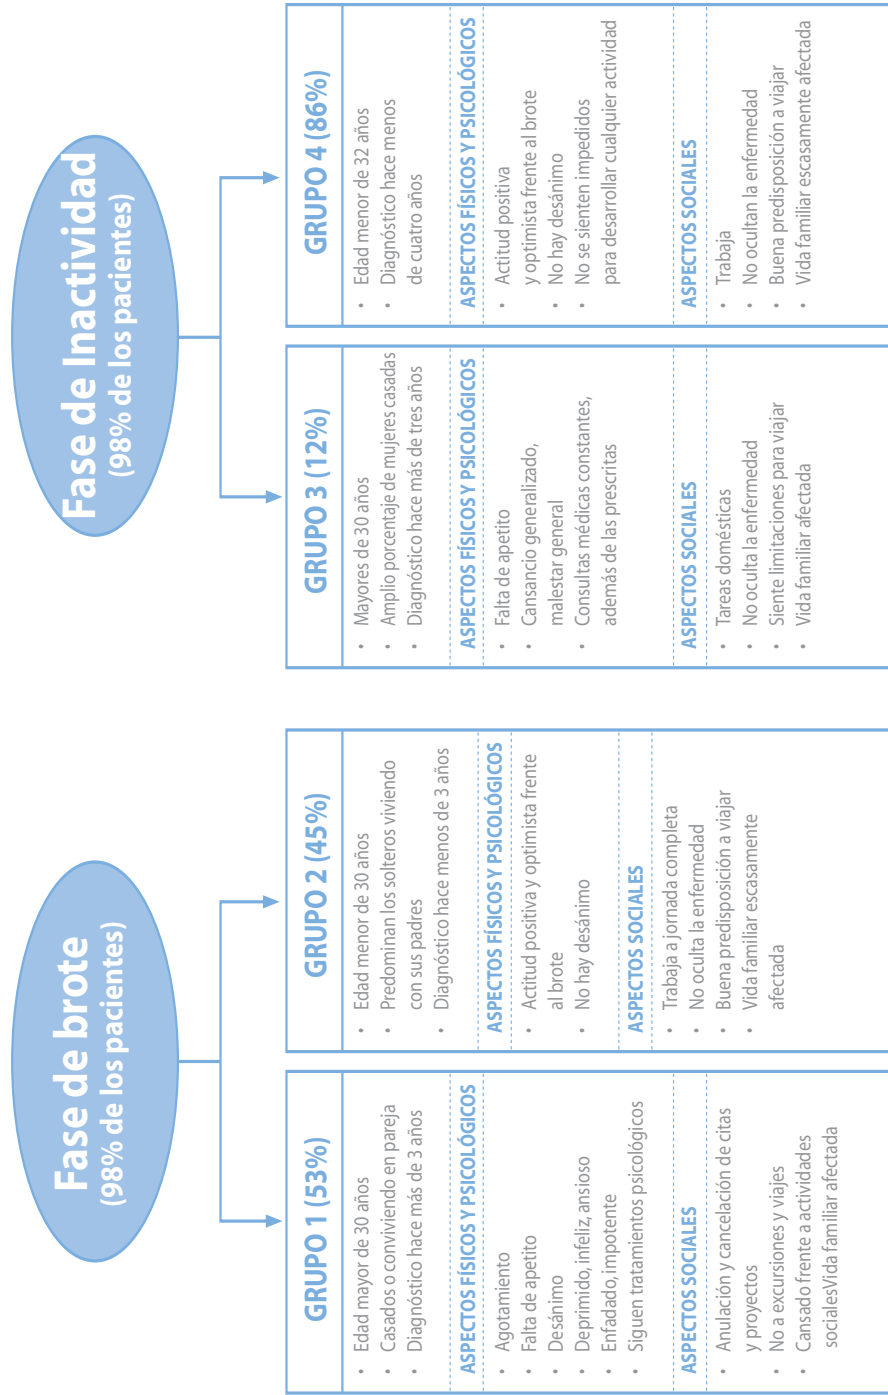 Fase de brote
(98% de los pacientes)
GRUPO 1 (53%)
• Edad mayor de 30 años
• Casados o conviviendo en pareja
• Diagnóstico hace más de 3 años
ASPECTOS FÍSICOS Y PSICOLÓGICOS
• Agotamiento
• Falta de apetito
• Desánimo
• Deprimido, infeliz, ansioso
• Enfadado, impotente
• Siguen tratamientos psicológicos
ASPECTOS SOCIALES
• Anulación y cancelación de citas
y proyectos
• No a excursiones y viajes
• Cansado frente a actividades
socialesVida familiar afectada
GRUPO 2 (45%)
• Edad menor de 30 años
• Predominan los solteros viviendo
con sus padres
• Diagnóstico hace menos de 3 años
ASPECTOS FÍSICOS Y PSICOLÓGICOS
• Actitud positiva y optimista frente
al brote
• No hay desánimo
ASPECTOS SOCIALES
• Trabaja a jornada completa
• No oculta la enfermedad
• Buena predisposición a viajar
• Vida familiar escasamente
afectada
Fase de Inactividad
(98% de los pacientes)
GRUPO 3 (12%)
• Mayores de 30 años
• Amplio porcentaje de mujeres casadas
• Diagnóstico hace más de tres años
ASPECTOS FÍSICOS Y PSICOLÓGICOS
• Falta de apetito
• Cansancio generalizado,
malestar general
• Consultas médicas constantes,
además de las prescritas
ASPECTOS SOCIALES
• Tareas domésticas
• No oculta la enfermedad
• Siente limitaciones para viajar
• Vida familiar afectada
GRUPO 4 (86%)
• Edad menor de 32 años
• Diagnóstico hace menos
de cuatro años
ASPECTOS FÍSICOS Y PSICOLÓGICOS
• Actitud positiva
y optimista frente al brote
• No hay desánimo
• No se sienten impedidos
para desarrollar cualquier actividad
ASPECTOS SOCIALES
• Trabaja
• No ocultan la enfermedad
• Buena predisposición a viajar
• Vida familiar escasamente afectada